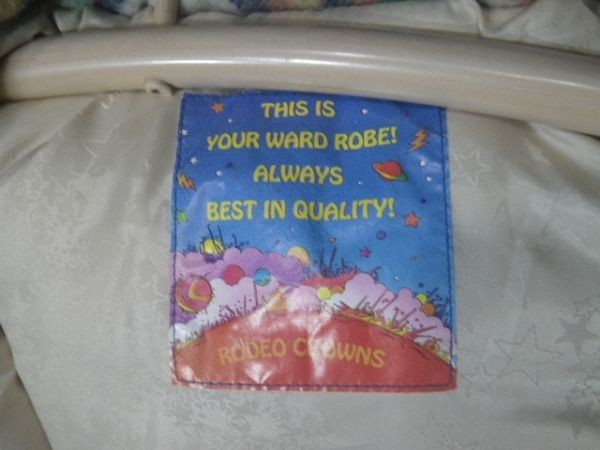 THIS IS
YOUR WARD ROBE!
ALWAYS
BEST IN QUALITY!
RODEO CROWNS